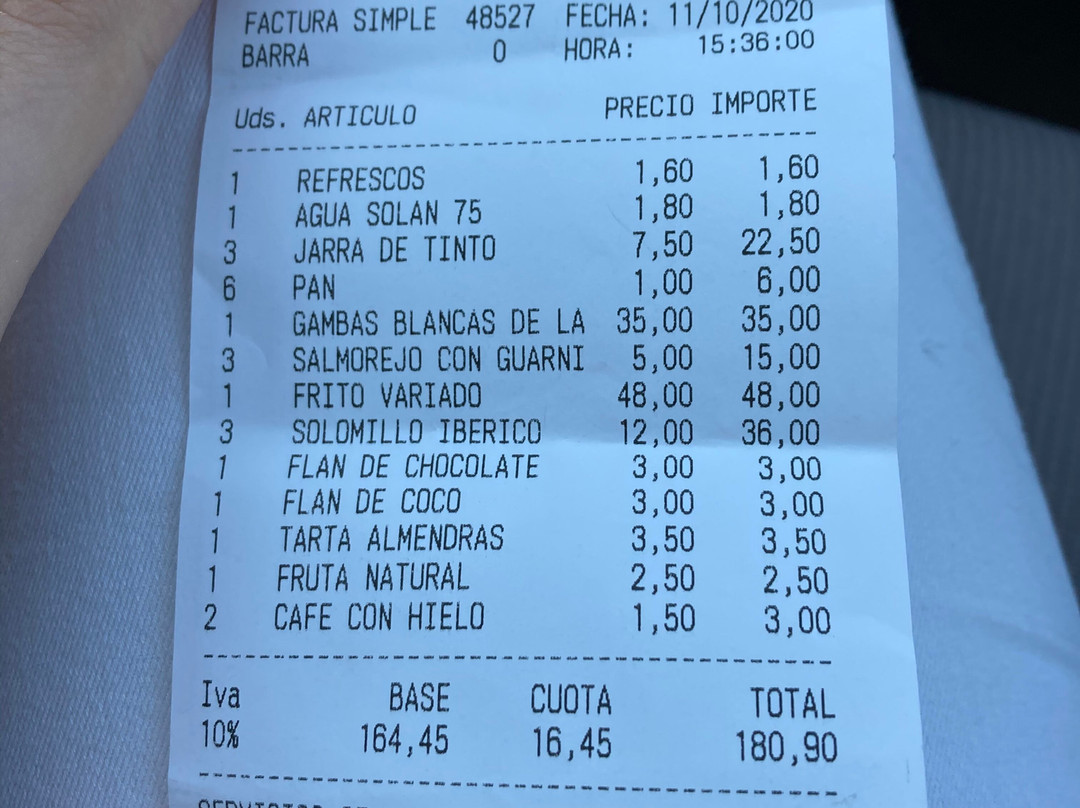 FACTURA SIMPLE 48527 FECHA: 11/10/2020
BARRA 0 HORA: 15:36:00
Uds. ARTICULO PRECIO IMPORTE
1 REFRESCOS 1,60 1,60
1 AGUA SOLAN 75 1,80 1,80
3 JARRA DE TINTO 7,50 22,50
6 PAN 1,00 6,00
1 GAMBAS BLANCAS DE LA 35,00 35,00
3 SALMOREJO CON GUARNI 5,00 15,00
1 FRITO VARIADO 48,00 48,00
3 SOLOMILLO IBERICO 12,00 36,00
1 FLAN DE CHOCOLATE 3,00 3,00
1 FLAN DE COCO 3,00 3,00
1 TARTA ALMENDRAS 3,50 3,50
1 FRUTA NATURAL 2,50 2,50
2 CAFE CON HIELO 1,50 3,00
Iva BASE CUOTA TOTAL
10% 164,45 16,45 180,90